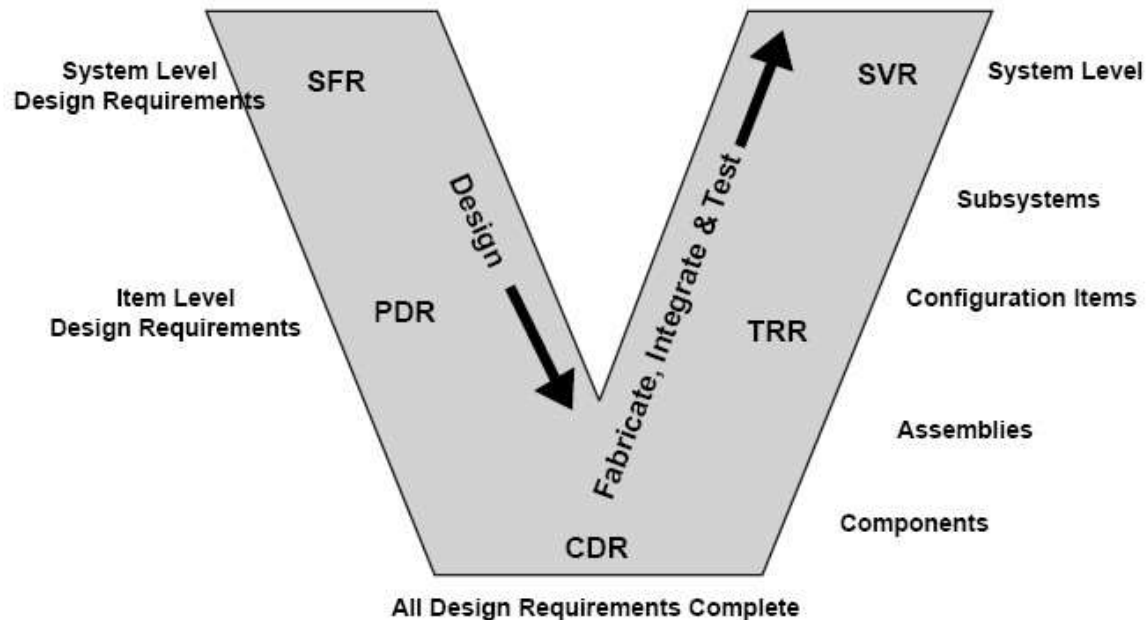 System Level
Design Requirements
SFR
SVR
System Level
Design
Fabricate, Integrate & Test
Subsystems
Item Level
Design Requirements
PDR
TRR
Configuration Items
Assemblies
Components
CDR
All Design Requirements Complete